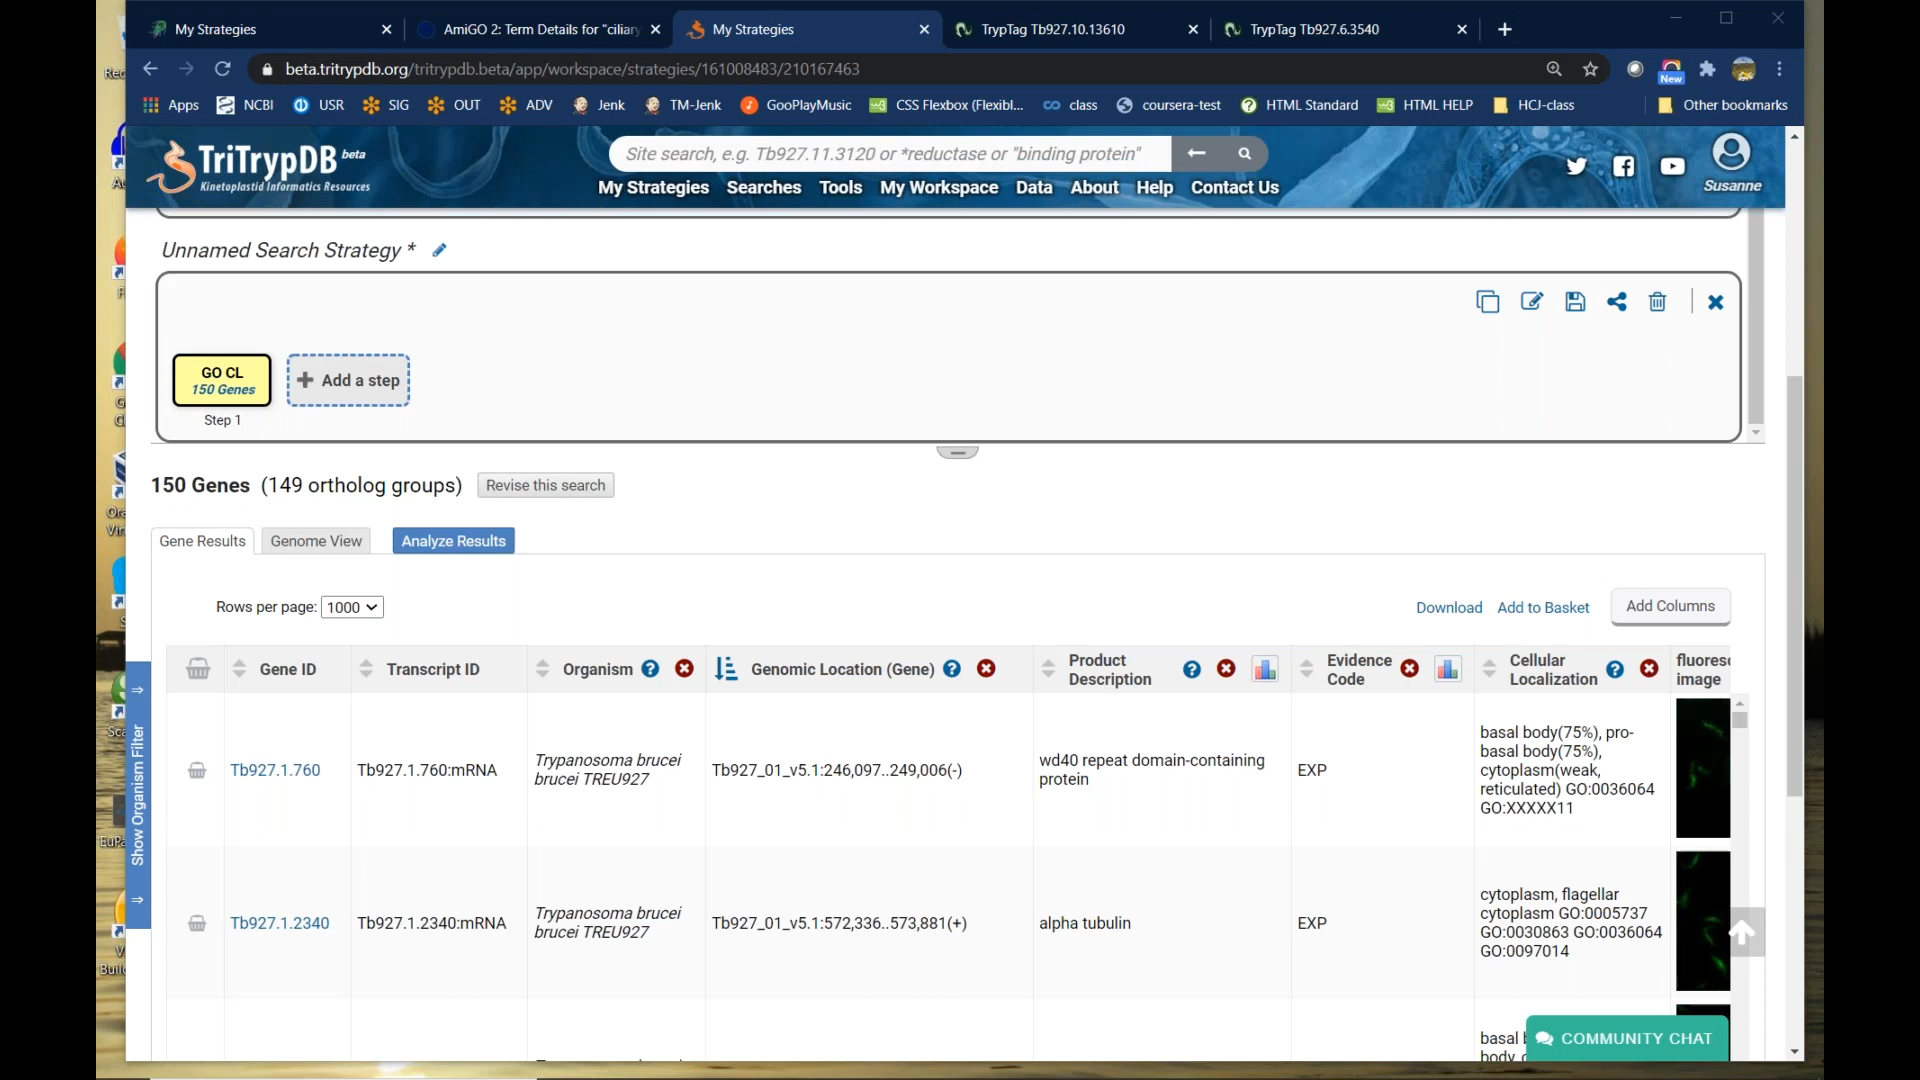 My Strategies
AmiGO 2: Term Details for "ciliary
My Strategies
TrypTag Tb927.10.13610
TrypTag Tb927.6.3540
beta.tritrypdb.org/tritrypdb.beta/app/workspace/strategies/161008483/210167463
New
Apps NCBI USR SIG OUT ADV Jenk TM-Jenk GooPlayMusic CSS Flexbox (Flexibl... class coursera-test HTML Standard HTML HELP HCJ-class Other bookmarks
TriTrypDB beta
Kinetoplastid Informatics Resources
Site search, e.g. Tb927.11.3120 or *reductase or "binding protein"
My Strategies Searches Tools My Workspace Data About Help Contact Us
Susanne
Unnamed Search Strategy *
GO CL
150 Genes
Add a step
Step 1
150 Genes (149 ortholog groups) Revise this search
Gene Results Genome View Analyze Results
Rows per page: 1000
Download Add to Basket Add Columns
Show Organism Filter
Gene ID Transcript ID Organism Genomic Location (Gene) Product Description Evidence Code Cellular Localization image
Tb927.1.760 Tb927.1.760:mRNA
Trypanosoma brucei
brucei TREU927
Tb927_01_v5.1:246,097..249,006(-)
wd40 repeat domain-containing
protein
EXP
basal body(75%), pro-
basal body(75%),
cytoplasm(weak,
reticulated) GO:0036064
GO:XXXXX11
Tb927.1.2340 Tb927.1.2340:mRNA
Trypanosoma brucei
brucei TREU927
Tb927_01_v5.1:572,336..573,881(+)
alpha tubulin
EXP
cytoplasm, flagellar
cytoplasm GO:0005737
GO:0030863 GO:0036064
GO:0097014
basal
COMMUNITY CHAT